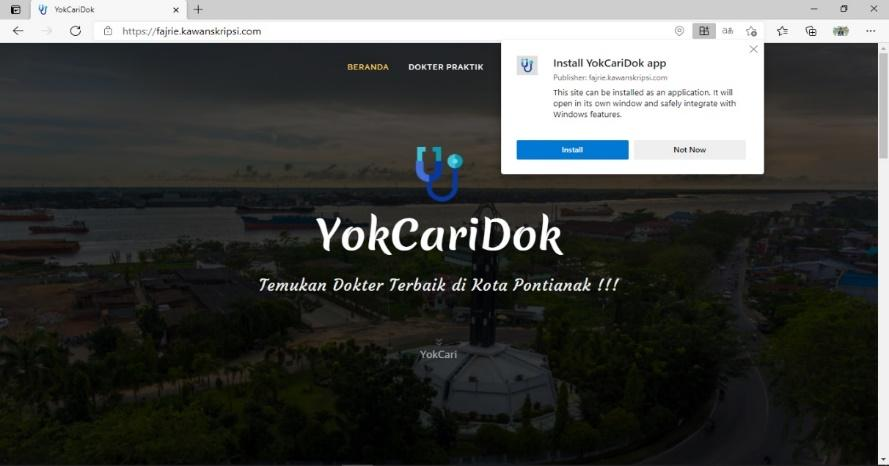 YokCariDok
https://fajrie.kawanskripsi.com
BERANDA DOKTER PRAKTIK
Install YokCariDok app
Publisher: fajrie.kawanskripsi.com
This site can be installed as an application. It will
open in its own window and safely integrate with
Windows features.
Install Not Now
YokCariDok
Temukan Dokter Terbaik di Kota Pontianak !!!
YokCari